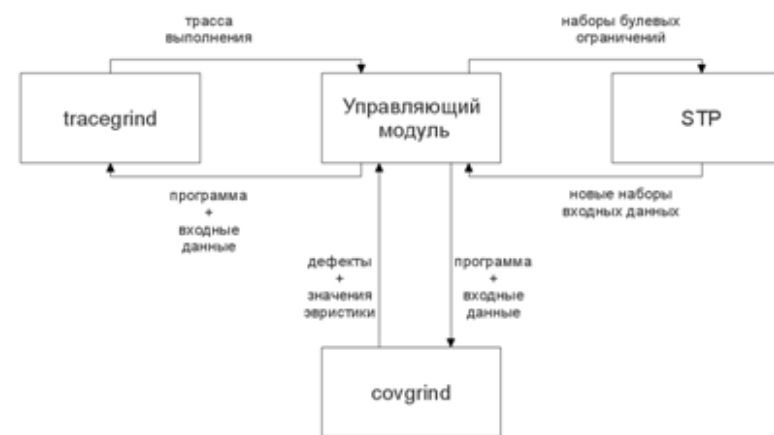 трасса
выполнения
наборы булевых
ограничений
tracegrind
Управляющий
модуль
STP
программа
+
входные
данные
новые наборы
входных данных
дефекты
+
значения
эвристики
программа
+
входные
данные
covgrind